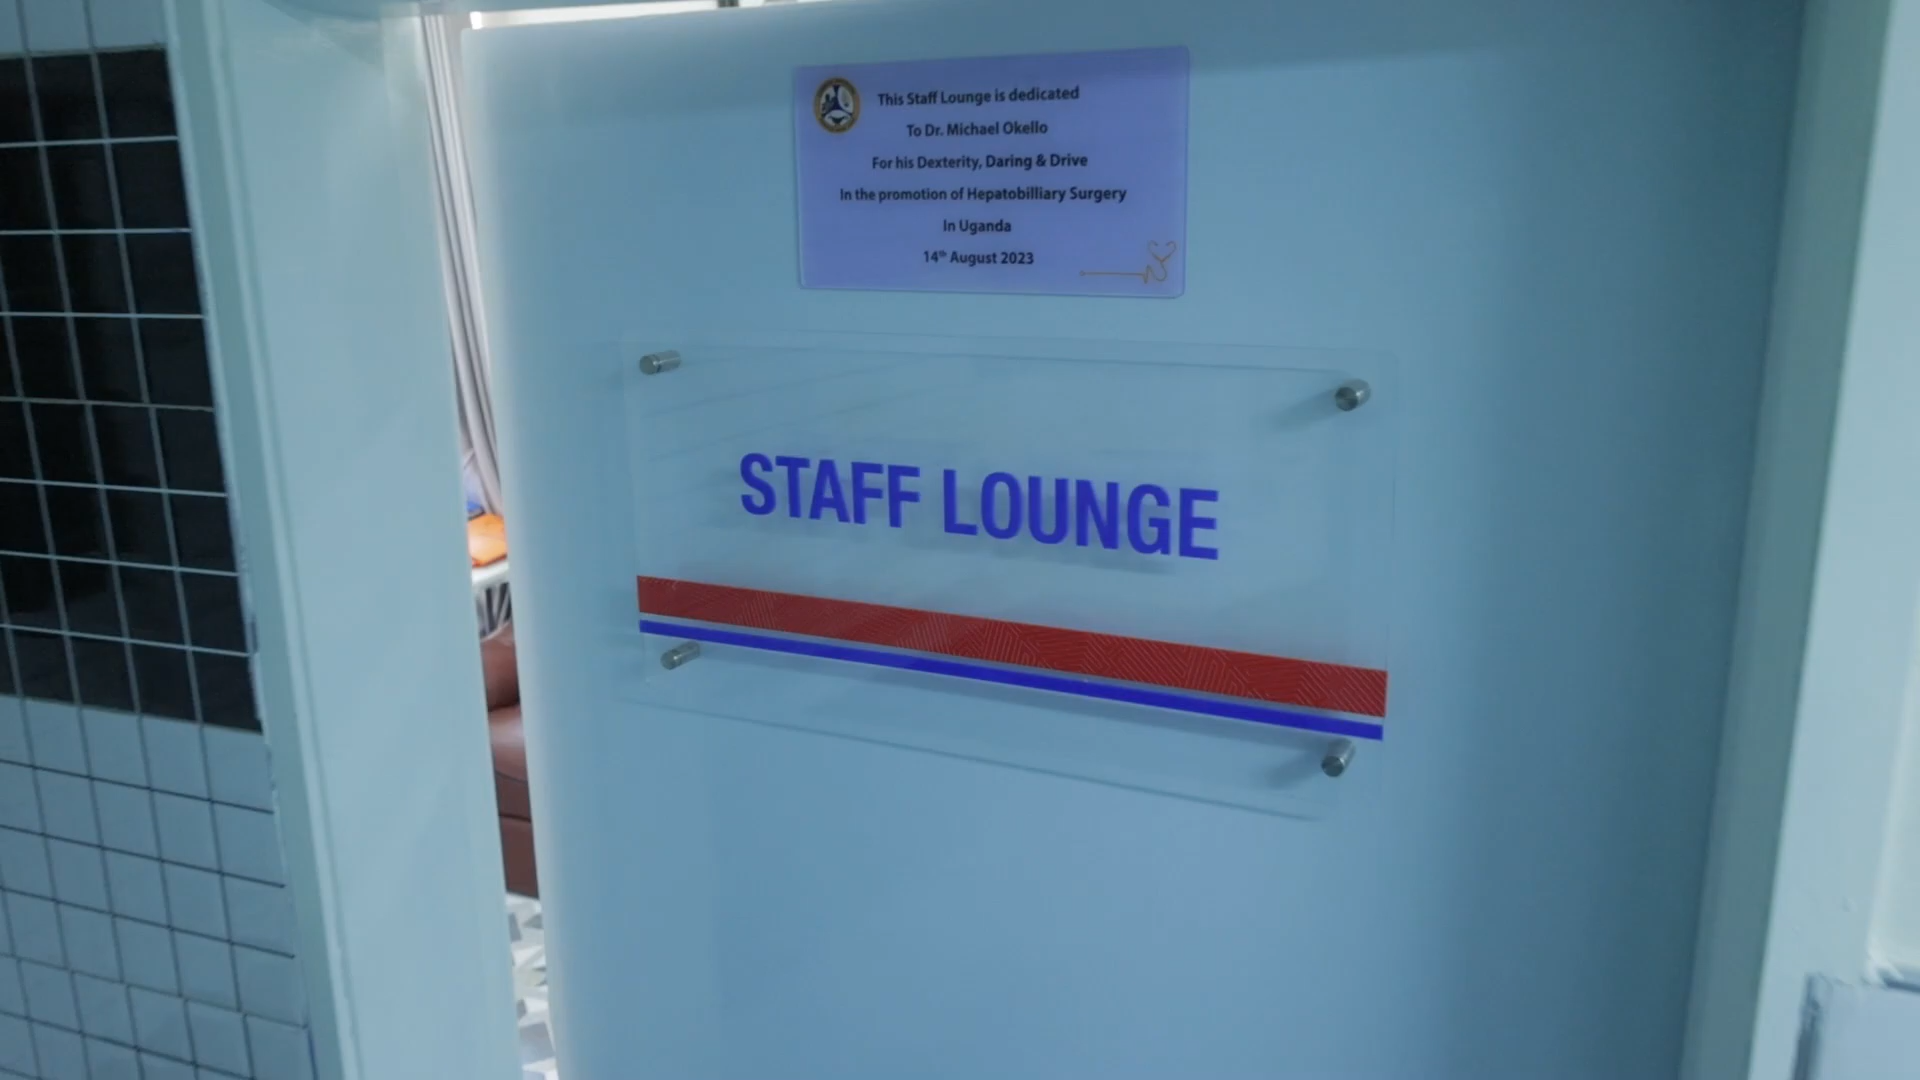 This Staff Lounge is dedicated
To Dr. Michael Okello
For his Dexterity, Daring & Drive
In the promotion of Hepatobilliary Surgery
In Uganda
14th August 2023
STAFF LOUNGE